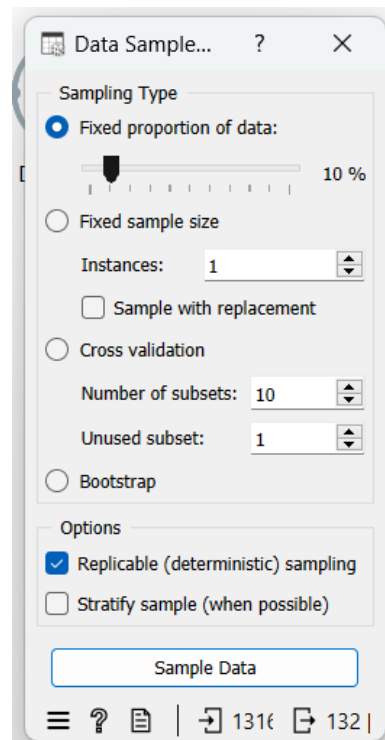 Data Sample... ?
Sampling Type
Fixed proportion of data:
10 %
Fixed sample size
Instances: 1
Sample with replacement
Cross validation
Number of subsets: 10
Unused subset: 1
Bootstrap
Options
Replicable (deterministic) sampling
Stratify sample (when possible)
Sample Data
? 1316 132 |